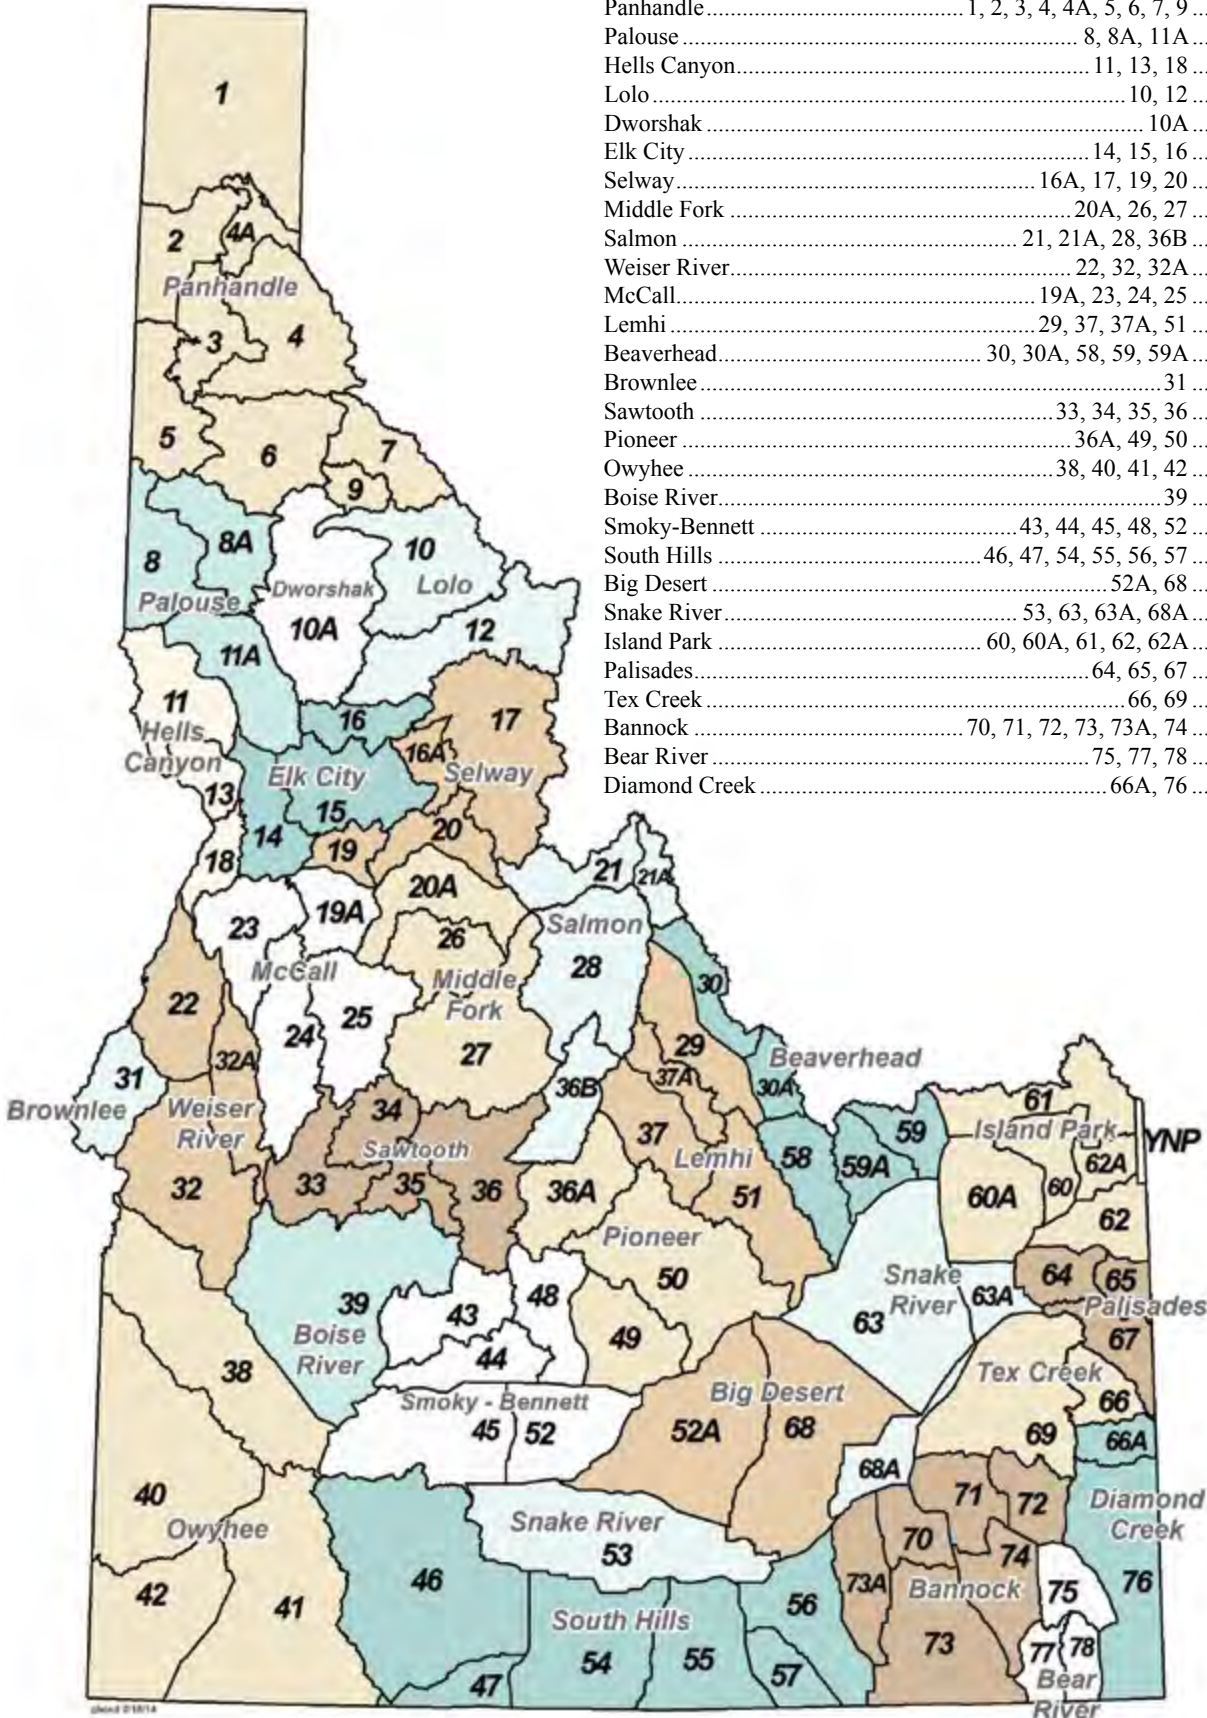 Panhandle.......................................... 1, 2, 3, 4, 4A, 5, 6, 7, 9 ...
Palouse ................................................................. 8, 8A, 11A ...
Hells Canyon.......................................................... 11, 13, 18 ...
Lolo .............................................................................. 10, 12 ...
Dworshak ....................................................................... 10A ...
Elk City .................................................................. 14, 15, 16 ...
Selway........................................................... 16A, 17, 19, 20 ...
Middle Fork ......................................................... 20A, 26, 27 ...
Salmon ........................................................ 21, 21A, 28, 36B ...
Weiser River......................................................... 22, 32, 32A ...
McCall........................................................... 19A, 23, 24, 25 ...
Lemhi ............................................................ 29, 37, 37A, 51 ...
Beaverhead........................................... 30, 30A, 58, 59, 59A ...
Brownlee ........................................................................... 31 ...
Sawtooth .......................................................... 33, 34, 35, 36 ...
Pioneer ................................................................ 36A, 49, 50 ...
Owyhee ............................................................ 38, 40, 41, 42 ...
Boise River......................................................................... 39 ...
Smoky-Bennett .......................................... 43, 44, 45, 48, 52 ...
South Hills ........................................... 46, 47, 54, 55, 56, 57 ...
Big Desert .................................................................. 52A, 68 ...
Snake River ................................................ 53, 63, 63A, 68A ...
Island Park ........................................... 60, 60A, 61, 62, 62A ...
Palisades................................................................. 64, 65, 67 ...
Tex Creek ..................................................................... 66, 69 ...
Bannock .............................................. 70, 71, 72, 73, 73A, 74 ...
Bear River ............................................................... 75, 77, 78 ...
Diamond Creek ......................................................... 66A, 76 ...
1
2
4A
Panhandle
3
4
5
6
7
9
8
8A
Palouse
Dworshak
10A
10
Lolo
12
11A
11
Hells
Canyon
13
16
16A
17
Selway
Elk City
15
14
18
19
20
20A
21
21A
23
19A
McCall
24
25
26
Middle
Fork
27
Salmon
28
30
22
32A
31
Brownlee
Weiser
River
32
29
37A
30A
Beaverhead
36B
34
Sawtooth
33
35
36
37
Lemhi
51
58
59
59A
61
Island Park
YNP
60A
60
62A
62
36A
Pioneer
50
49
39
Boise
River
43
48
44
Snake
River
63
63A
64
65
Palisades
67
38
Smoky - Bennett
45
52
Big Desert
52A
68
Tex Creek
66
69
66A
68A
40
Owyhee
42
41
46
47
Snake River
53
South Hills
54
55
56
57
71
72
70
74
73A
Bannock
73
Diamond
Creek
76
75
77
78
Bear
River